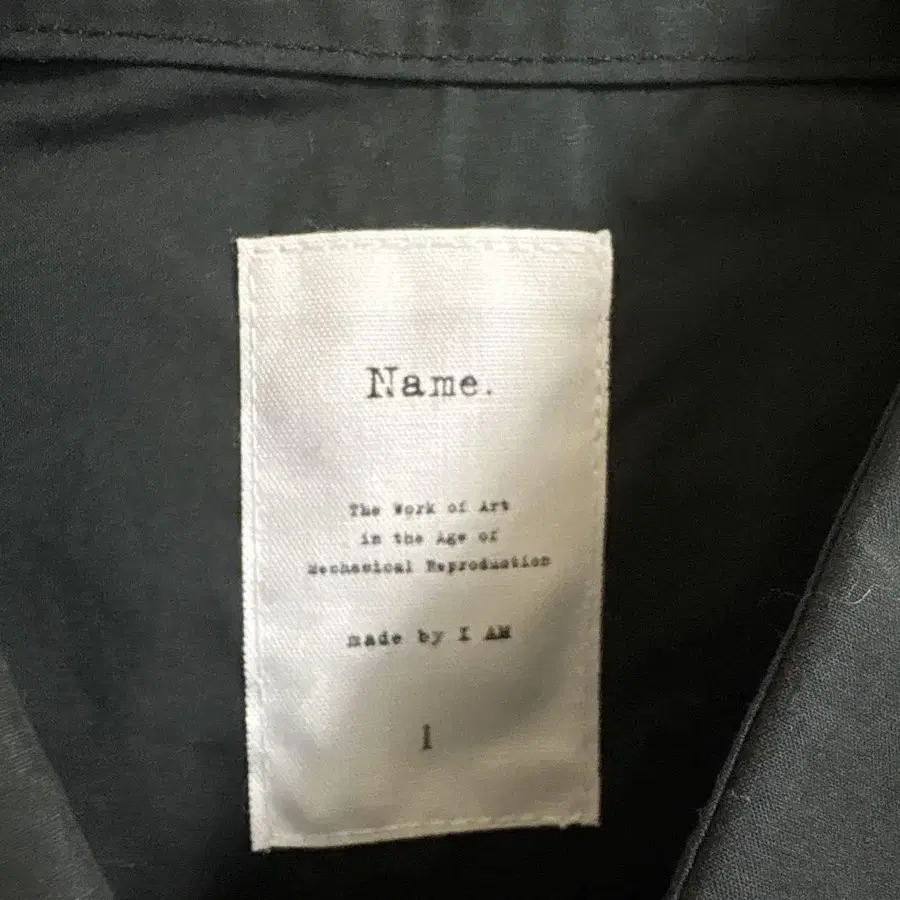 Name.
The Work of Art
in the Age of
Mechanical Reproduction
made by I AM
1